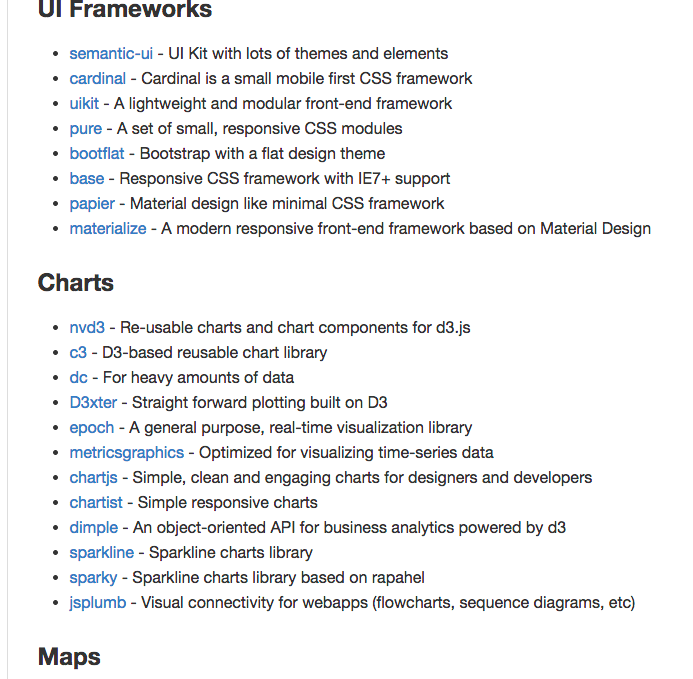 UI Frameworks
• semantic-ui - UI Kit with lots of themes and elements
• cardinal - Cardinal is a small mobile first CSS framework
• uikit - A lightweight and modular front-end framework
• pure - A set of small, responsive CSS modules
• bootflat - Bootstrap with a flat design theme
• base - Responsive CSS framework with IE7+ support
• papier - Material design like minimal CSS framework
• materialize - A modern responsive front-end framework based on Material Design
Charts
• nvd3 - Re-usable charts and chart components for d3.js
• c3 - D3-based reusable chart library
• dc - For heavy amounts of data
• D3xter - Straight forward plotting built on D3
• epoch - A general purpose, real-time visualization library
• metricsgraphics - Optimized for visualizing time-series data
• chartjs - Simple, clean and engaging charts for designers and developers
• chartist - Simple responsive charts
• dimple - An object-oriented API for business analytics powered by d3
• sparkline - Sparkline charts library
• sparky - Sparkline charts library based on rapahel
• jsplumb - Visual connectivity for webapps (flowcharts, sequence diagrams, etc)
Maps